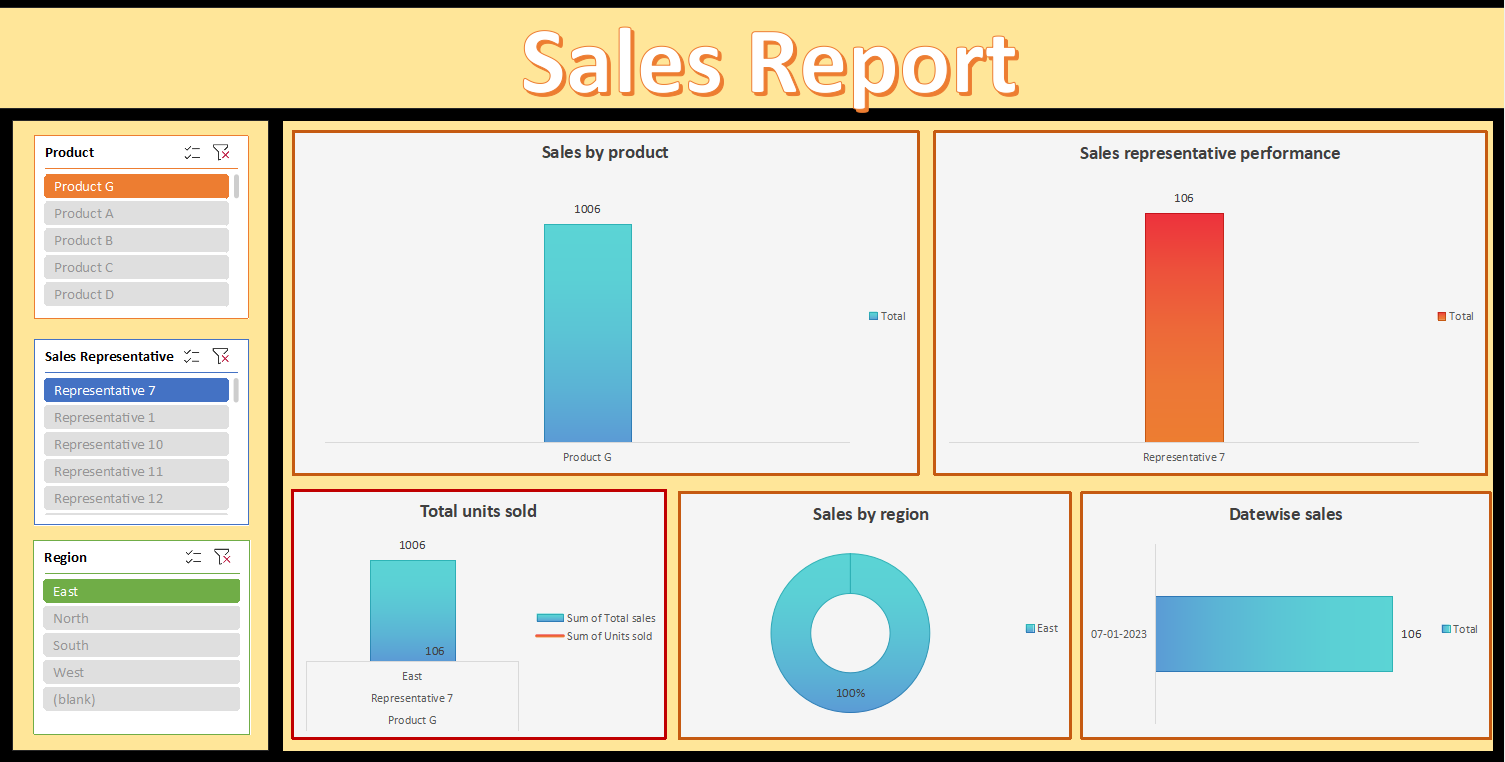 Sales Report
Product
Product G
Product A
Product B
Product C
Product D
Sales Representative
Representative 7
Representative 1
Representative 10
Representative 11
Representative 12
Region
East
North
South
West
(blank)
Sales by product
1006
Total
Product G
Sales representative performance
106
Total
Representative 7
Total units sold
1006
Sum of Total sales
Sum of Units sold
106
East
Representative 7
Product G
Sales by region
East
100%
Datewise sales
07-01-2023
106
Total